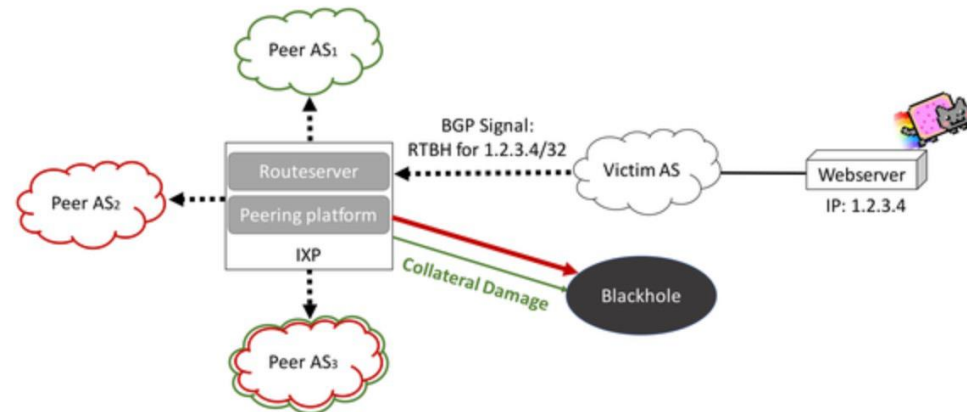 Peer AS₁
BGP Signal:
RTBH for 1.2.3.4/32
Routeserver
Victim AS
Webserver
Peer AS₂
Peering platform
IP: 1.2.3.4
IXP
Collateral Damage
Blackhole
Peer AS₃